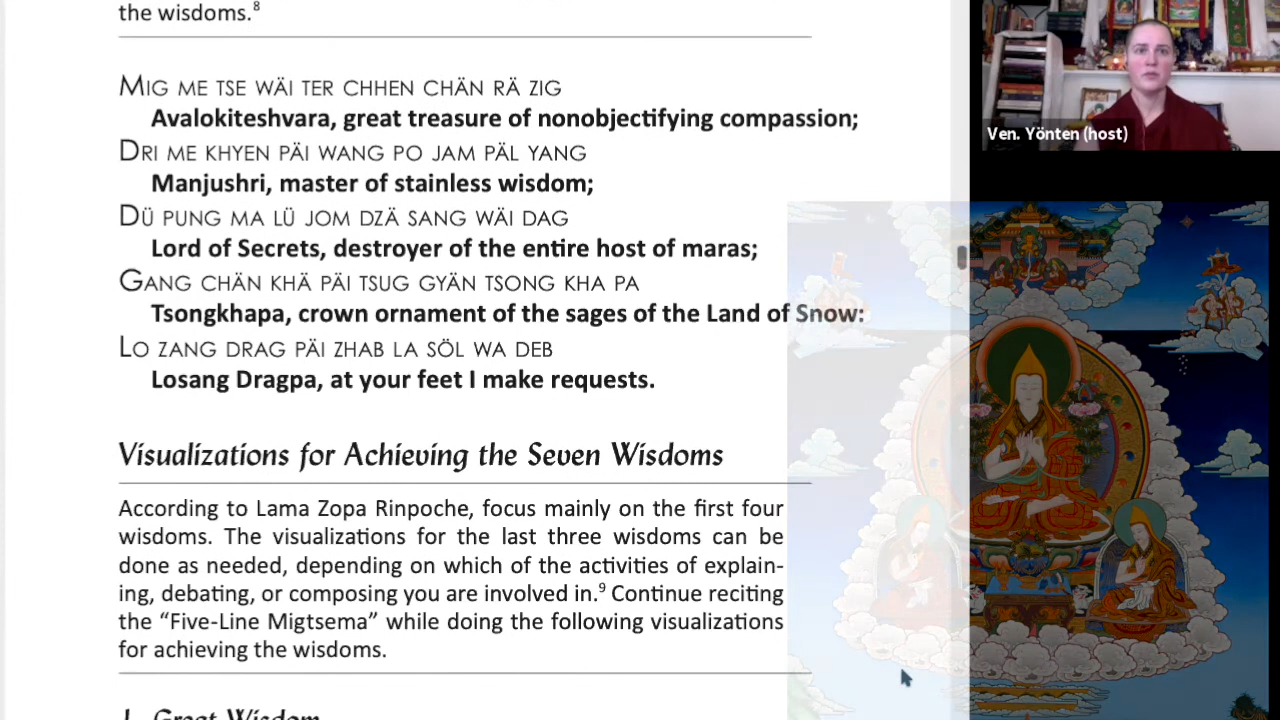 the wisdoms.⁸
MIG ME TSE WÄI TER CHHEN CHÄN RÄ ZIG
Avalokiteshvara, great treasure of nonobjectifying compassion;
DRI ME KHYEN PÄI WANG PO JAM PÄL YANG
Manjushri, master of stainless wisdom;
DÜ PUNG MA LÜ JOM DZÄ SANG WÄI DAG
Lord of Secrets, destroyer of the entire host of maras;
GANG CHÄN KHÄ PÄI TSUG GYÄN TSONG KHA PA
Tsongkhapa, crown ornament of the sages of the Land of Snow:
LO ZANG DRAG PÄI ZHAB LA SÖL WA DEB
Losang Dragpa, at your feet I make requests.
Visualizations for Achieving the Seven Wisdoms
According to Lama Zopa Rinpoche, focus mainly on the first four
wisdoms. The visualizations for the last three wisdoms can be
done as needed, depending on which of the activities of explain-
ing, debating, or composing you are involved in.⁹ Continue reciting
the “Five-Line Migtsema” while doing the following visualizations
for achieving the wisdoms.
1. Great Wisdom
Ven. Yönten (host)